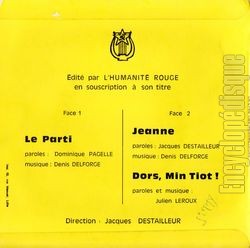 Edité par L'HUMANITÉ ROUGE
en souscription à son titre
Face 1
Le Parti
paroles : Dominique PAGELLE
musique : Denis DELFORGE
Face 2
Jeanne
paroles : Jacques DESTAILLEUR
musique : Denis DELFORGE
Dors, Min Tiot !
paroles et musique :
Julien LEROUX
Direction : Jacques DESTAILLEUR
Encyclopédisque